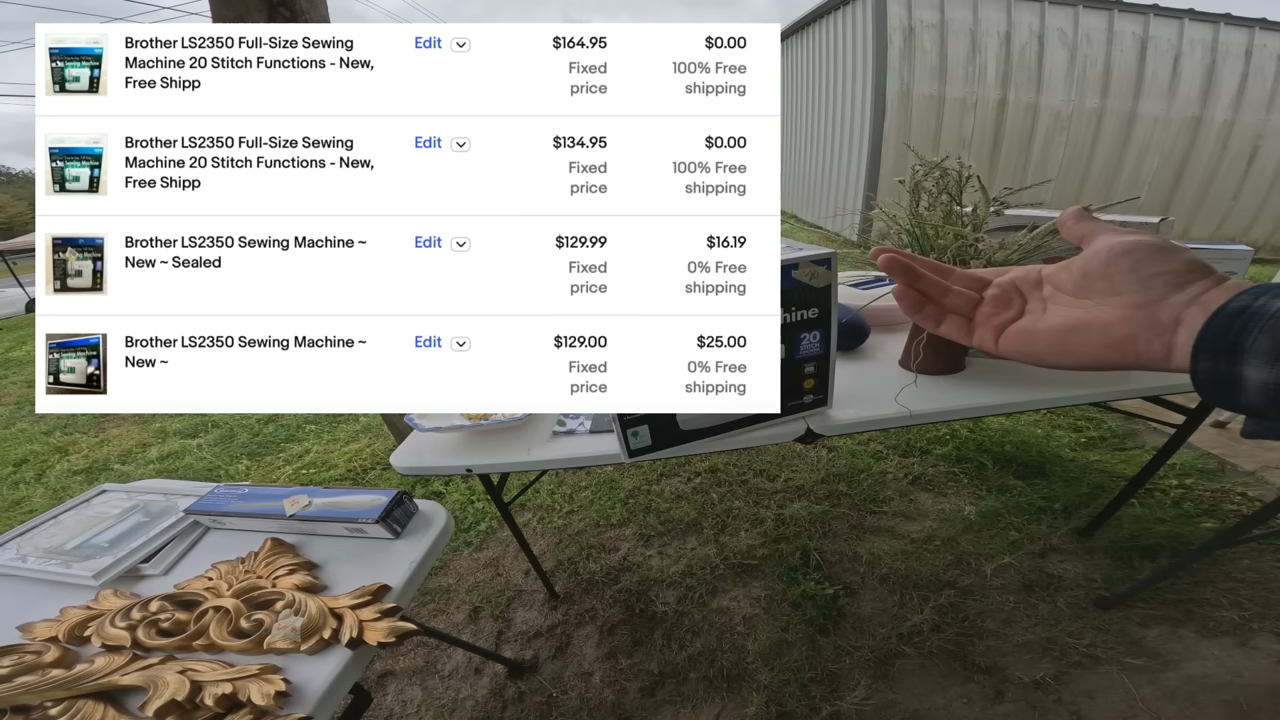 Brother LS2350 Full-Size Sewing
Machine 20 Stitch Functions - New,
Free Shipp
Edit
$164.95
Fixed
price
$0.00
100% Free
shipping
Brother LS2350 Full-Size Sewing
Machine 20 Stitch Functions - New,
Free Shipp
Edit
$134.95
Fixed
price
$0.00
100% Free
shipping
Brother LS2350 Sewing Machine ~
New ~ Sealed
Edit
$129.99
Fixed
price
$16.19
0% Free
shipping
Brother LS2350 Sewing Machine ~
New ~
Edit
$129.00
Fixed
price
$25.00
0% Free
shipping
hine
20
STITCH